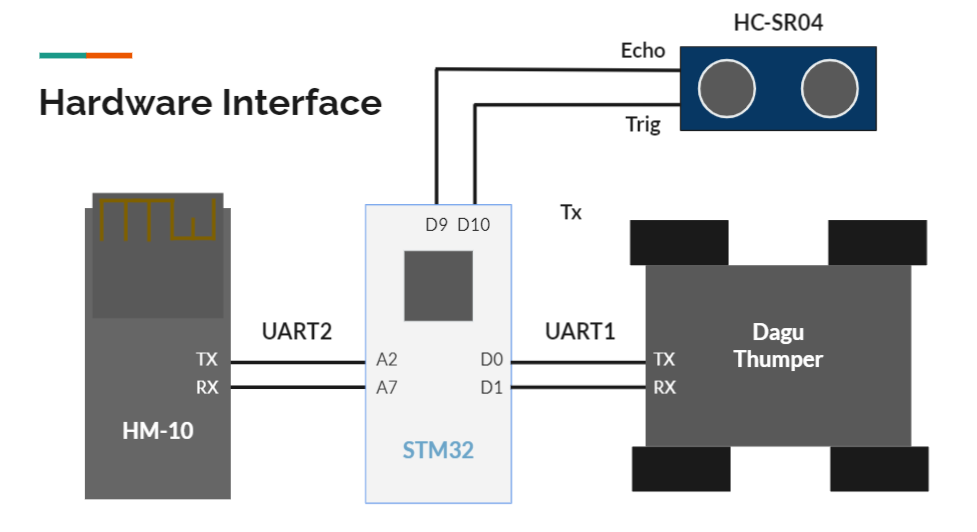 HC-SR04
Echo
Hardware Interface
Trig
Tx
D9 D10
UART2
UART1
Dagu
Thumper
TX
A2
D0
TX
RX
A7
D1
RX
HM-10
STM32